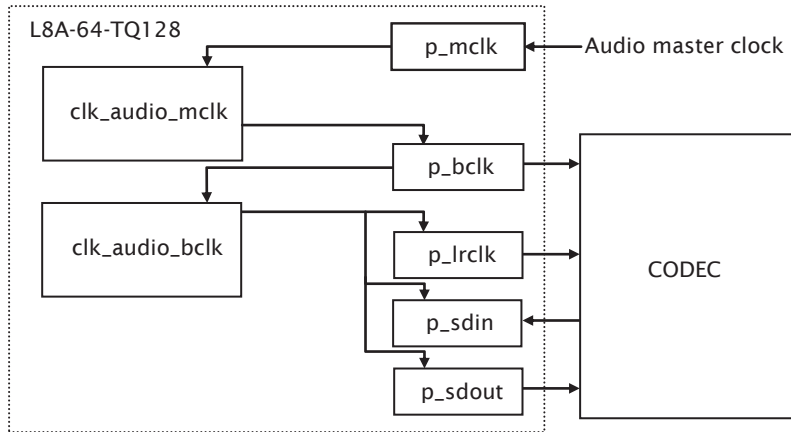 L8A-64-TQ128
p_mclk
Audio master clock
clk_audio_mclk
p_bclk
clk_audio_bclk
p_lrclk
CODEC
p_sdin
p_sdout